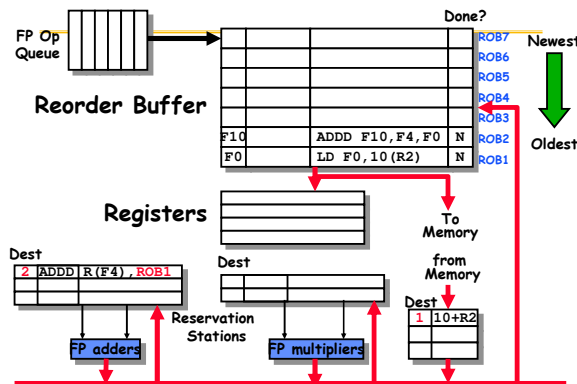 Done?
FP Op
Queue
ROB7
ROB6
ROB5
ROB4
ROB3
ROB2
ROB1
Newest
Oldest
Reorder Buffer
F10 ADDD F10,F4,F0 N
F0 LD F0,10(R2) N
Registers
To
Memory
from
Memory
Dest
2 ADDD R(F4),ROB1
Dest
Dest
1 10+R2
Reservation
Stations
FP adders
FP multipliers